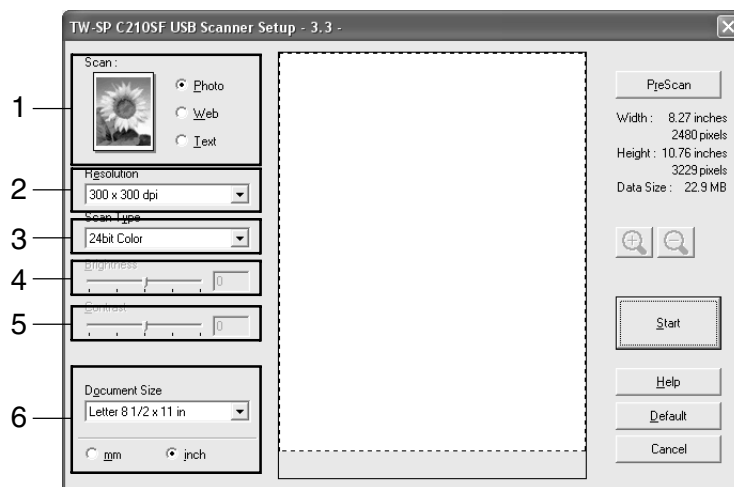 TW-SP C210SF USB Scanner Setup - 3.3 -
1
Scan :
Photo
Web
Text
2
Resolution
300 x 300 dpi
3
Scan Type
24bit Color
4
Brightness
0
5
Contrast
0
6
Document Size
Letter 8 1/2 x 11 in
mm
inch
PreScan
Width : 8.27 inches
2480 pixels
Height : 10.76 inches
3229 pixels
Data Size : 22.9 MB
Start
Help
Default
Cancel